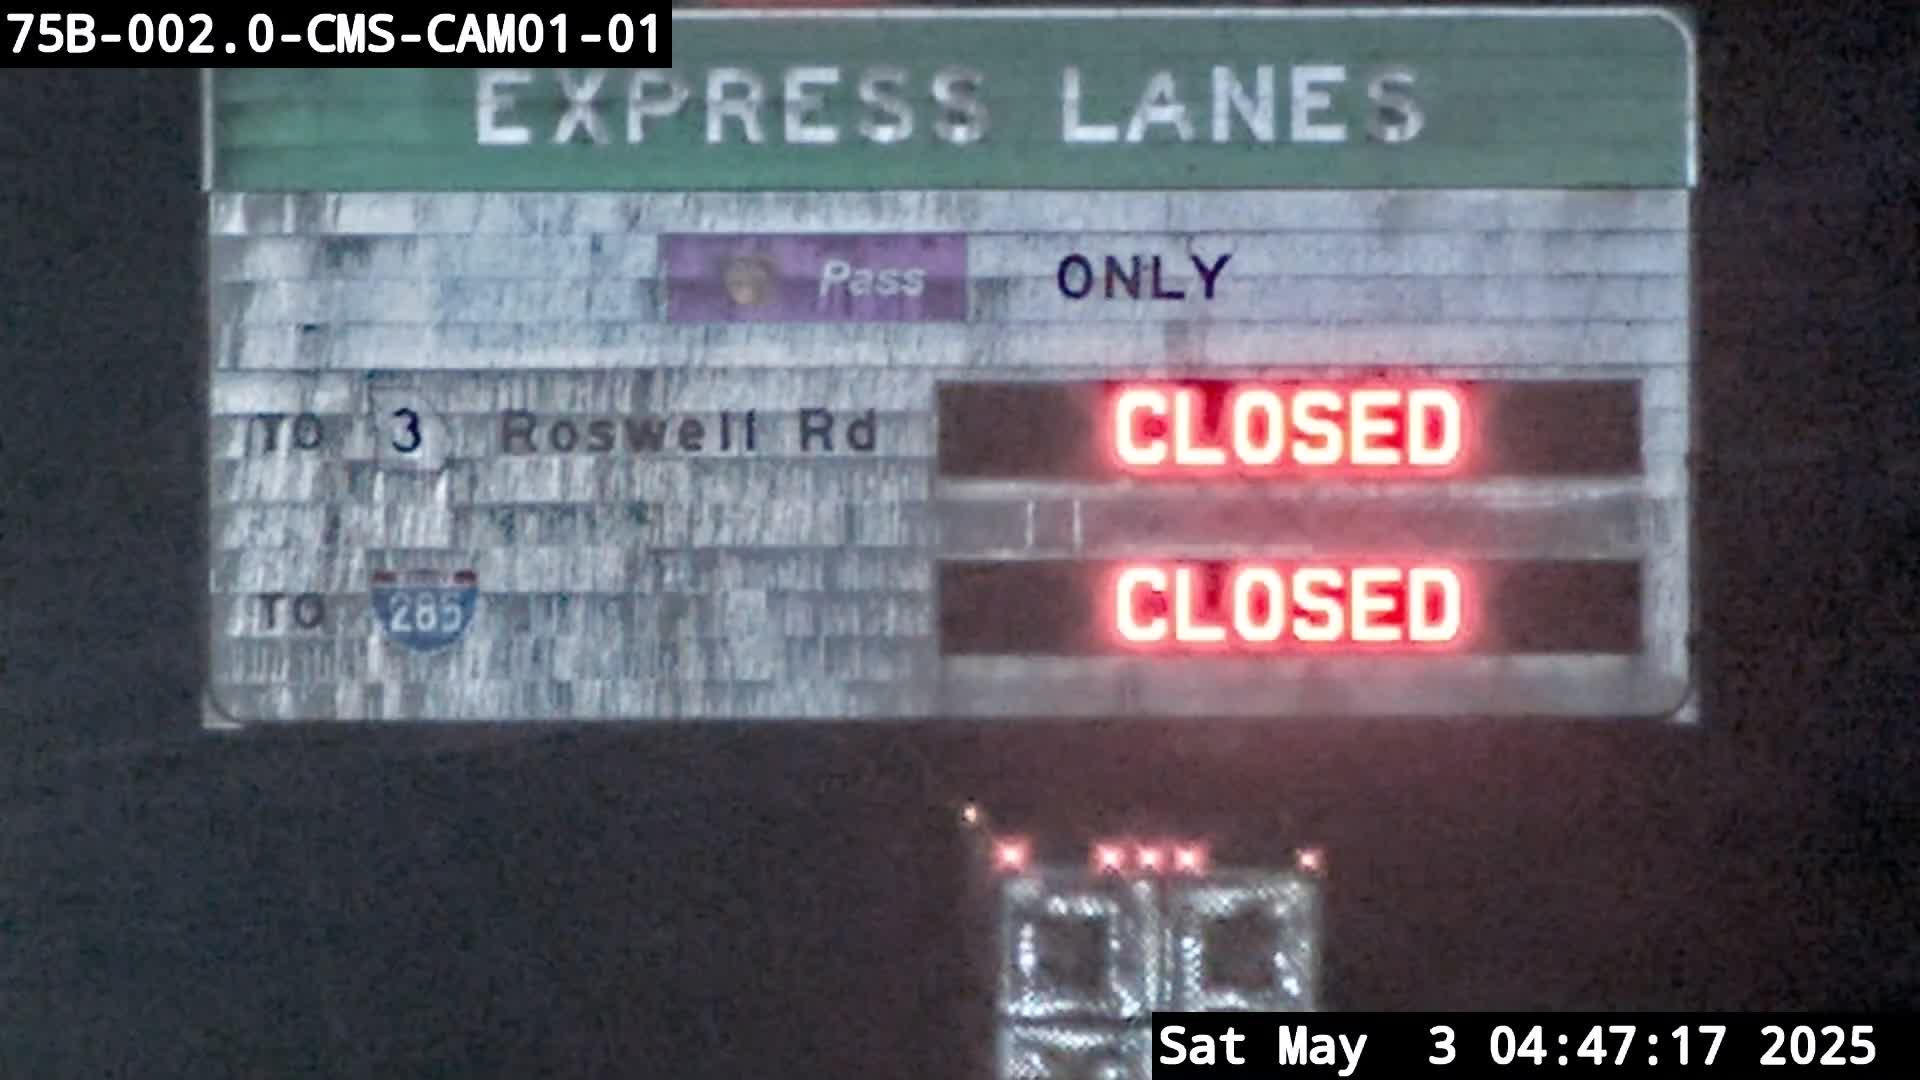 75B-002.0-CMS-CAM01-01
EXPRESS LANES
Pass ONLY
TO 3 Roswell Rd CLOSED
TO 285 CLOSED
Sat May 3 04:47:17 2025